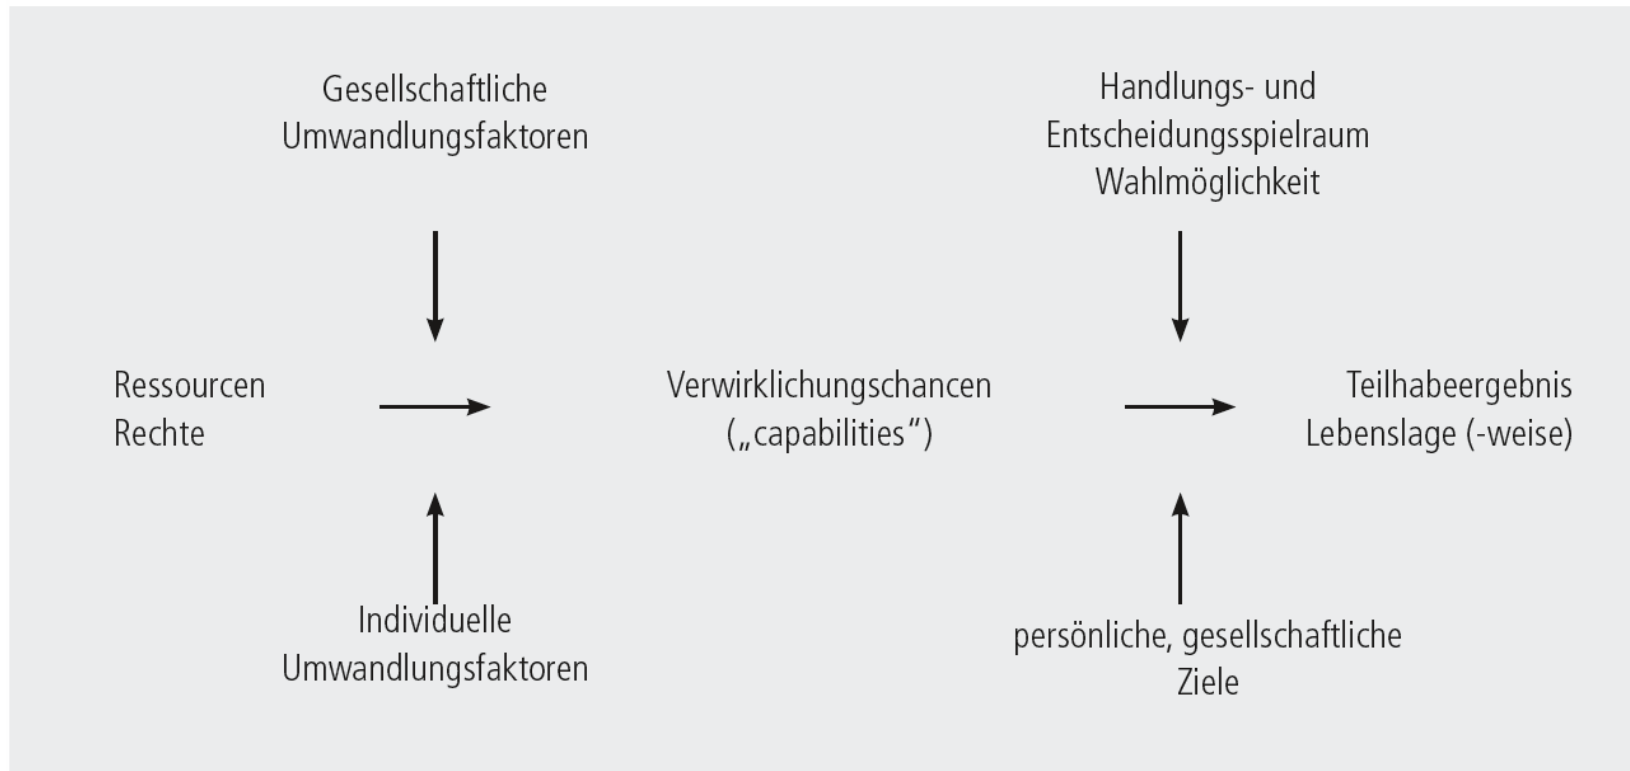 Gesellschaftliche
Umwandlungsfaktoren
Handlungs- und
Entscheidungsspielraum
Wahlmöglichkeit
Ressourcen
Rechte
Verwirklichungschancen
(„capabilities“)
Teilhabeergebnis
Lebenslage (-weise)
Individuelle
Umwandlungsfaktoren
persönliche, gesellschaftliche
Ziele